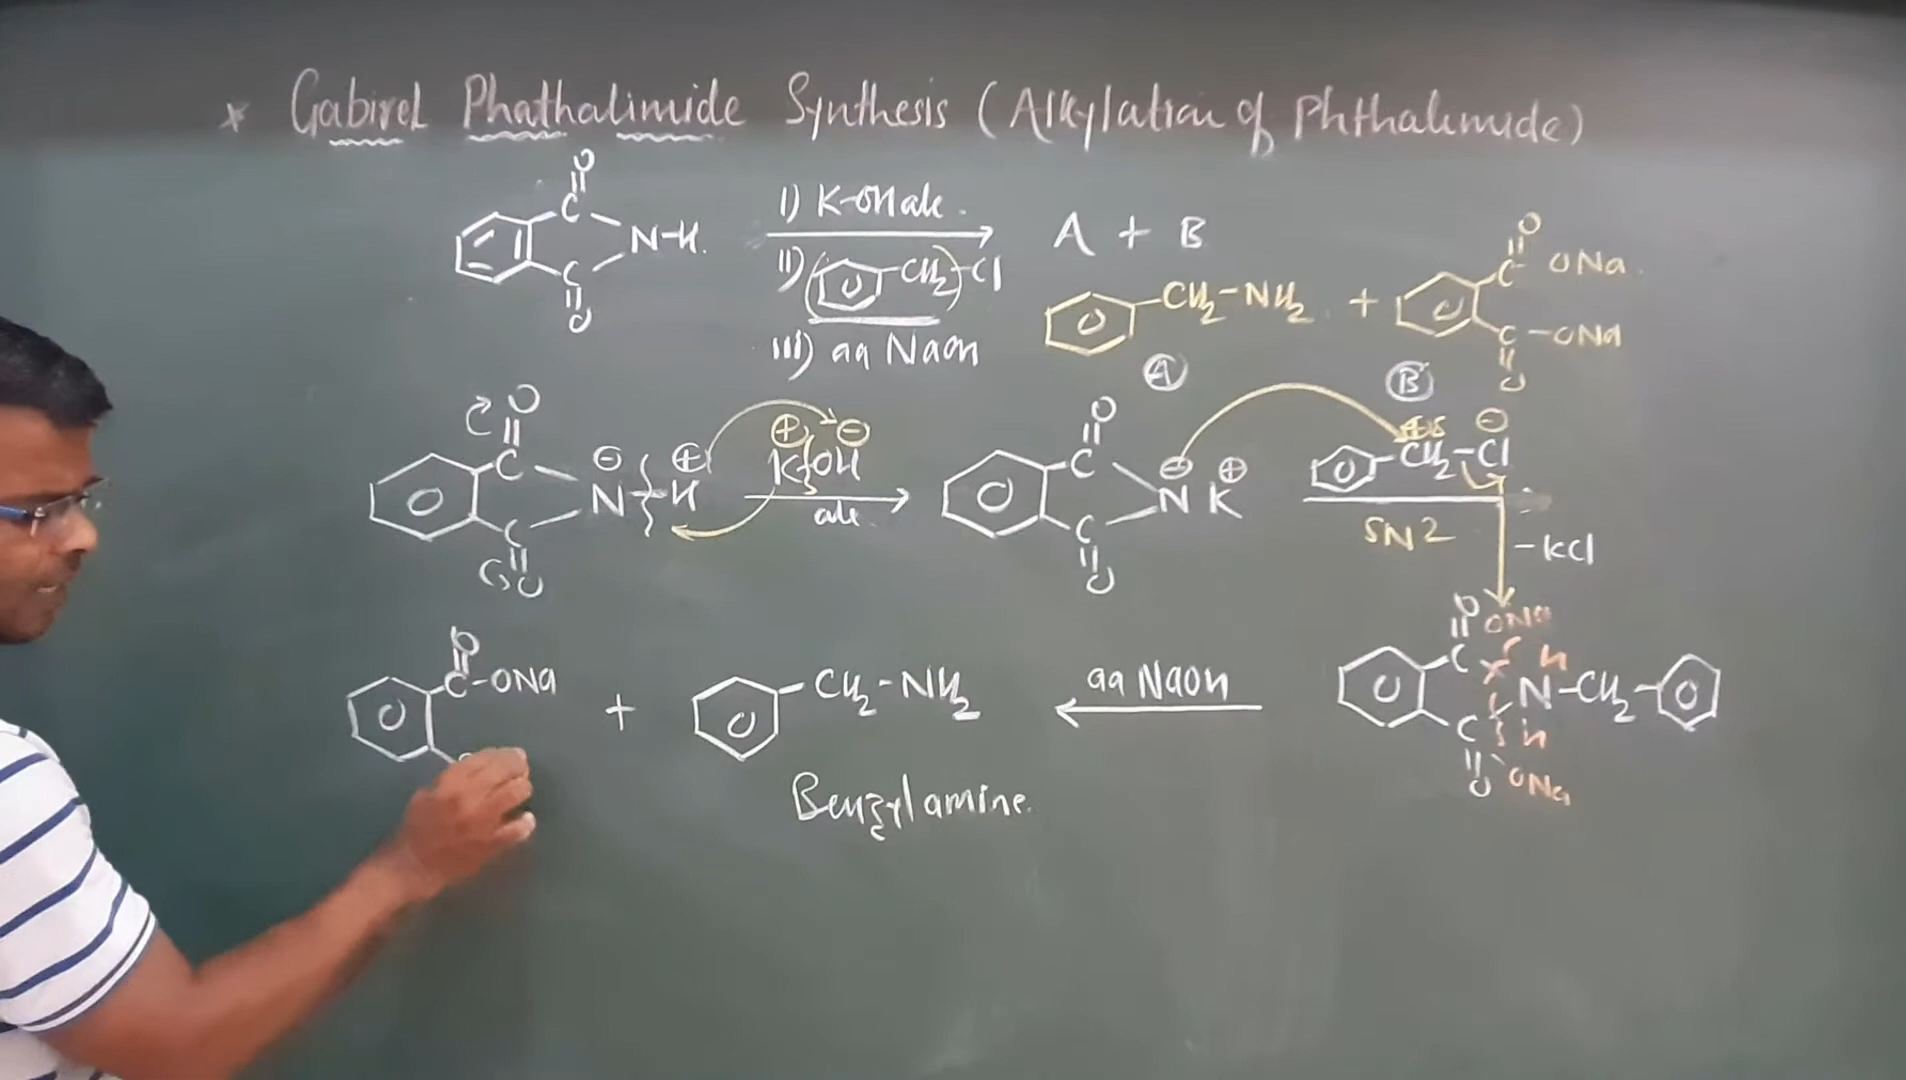 * Gabirel Phathalimide Synthesis (Alkylation of Phthalimide)
O
C
N-H.
C
O
I) K-OH alc.
II) CH2-Cl
III) aq NaOH
A + B
CH2-NH2 +
O
C ONa.
C-ONa
O
A
B
O
C
⊖ ⊕
N-H
C
O
⊕ ⊖
K OH
alc.
O
C
⊖ ⊕
N K
C
O
⊖
CH2-Cl
SN2
-KCl
O
C-ONa
+
CH2-NH2
Benzylamine.
aq NaOH
O ONa
C H
N-CH2-
C H
O ONa